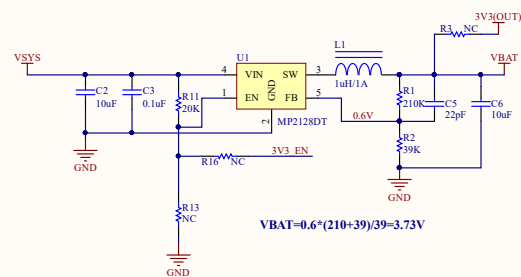 3V3(OUT)
R3 NC
VSYS
U1
L1
VBAT
4 VIN SW 3
1uH/1A
C2
10uF
C3
0.1uF
R11
20K
1 EN GND FB 5
2
MP2128DT
0.6V
R1
210K
C5
22pF
C6
10uF
R2
39K
GND
R16 NC
3V3_EN
GND
R13
NC
VBAT=0.6*(210+39)/39=3.73V
GND